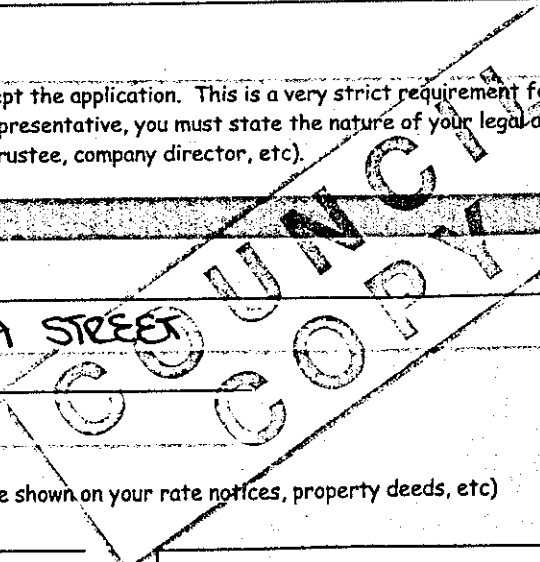 ept the application. This is a very strict requirement f
presentative, you must state the nature of your legal
rustee, company director, etc).
STREET
COUNCIL
COPY
e shown on your rate notices, property deeds, etc)